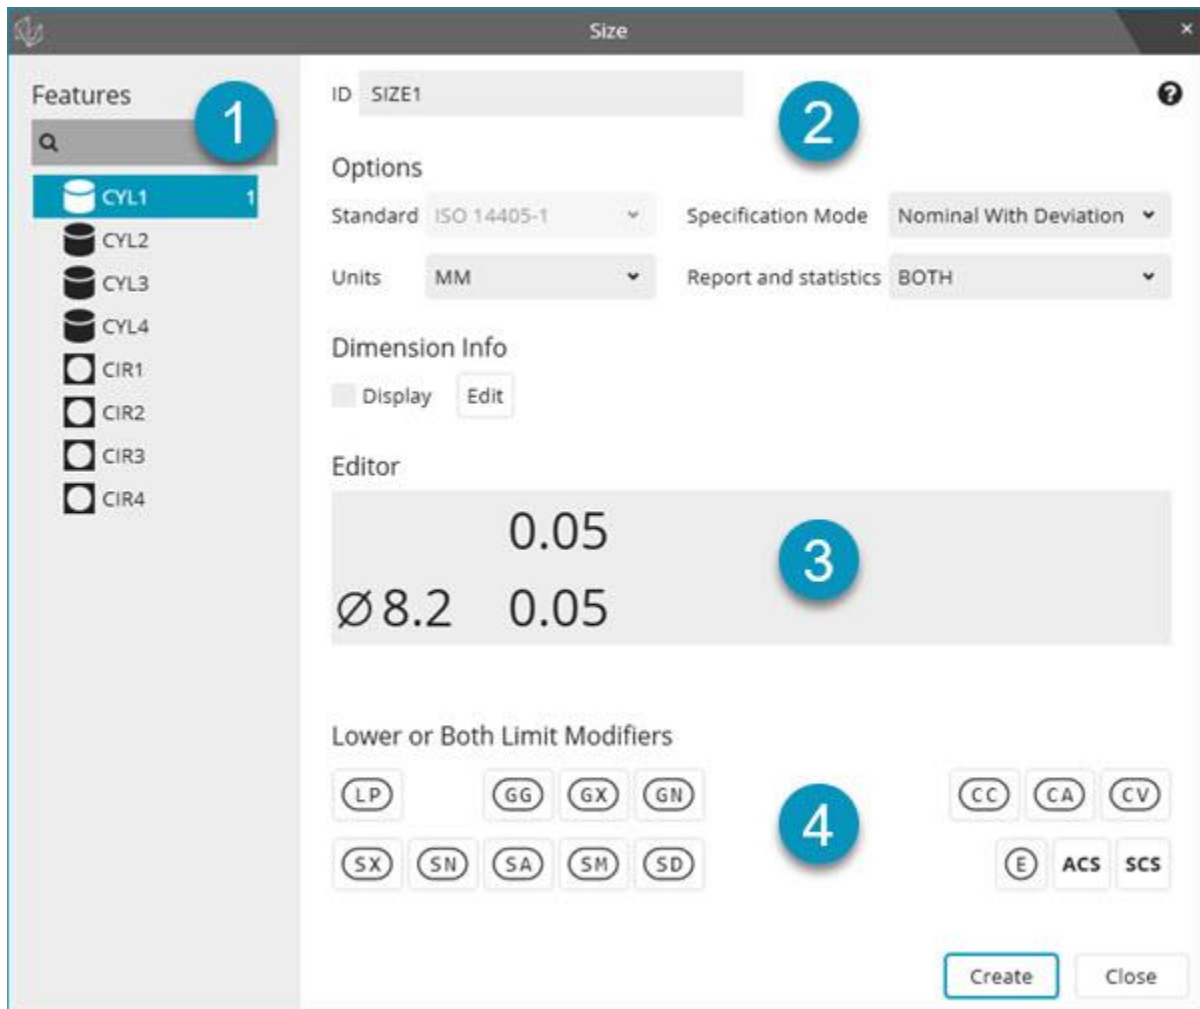 Size
×
Features
1
CYL1 1
CYL2
CYL3
CYL4
CIR1
CIR2
CIR3
CIR4
ID SIZE1
2
?
Options
Standard ISO 14405-1 Specification Mode Nominal With Deviation
Units MM Report and statistics BOTH
Dimension Info
Display Edit
Editor
0.05
3
∅8.2 0.05
Lower or Both Limit Modifiers
LP GG GX GN CC CA CV
4
SX SN SA SM SD E ACS SCS
Create Close